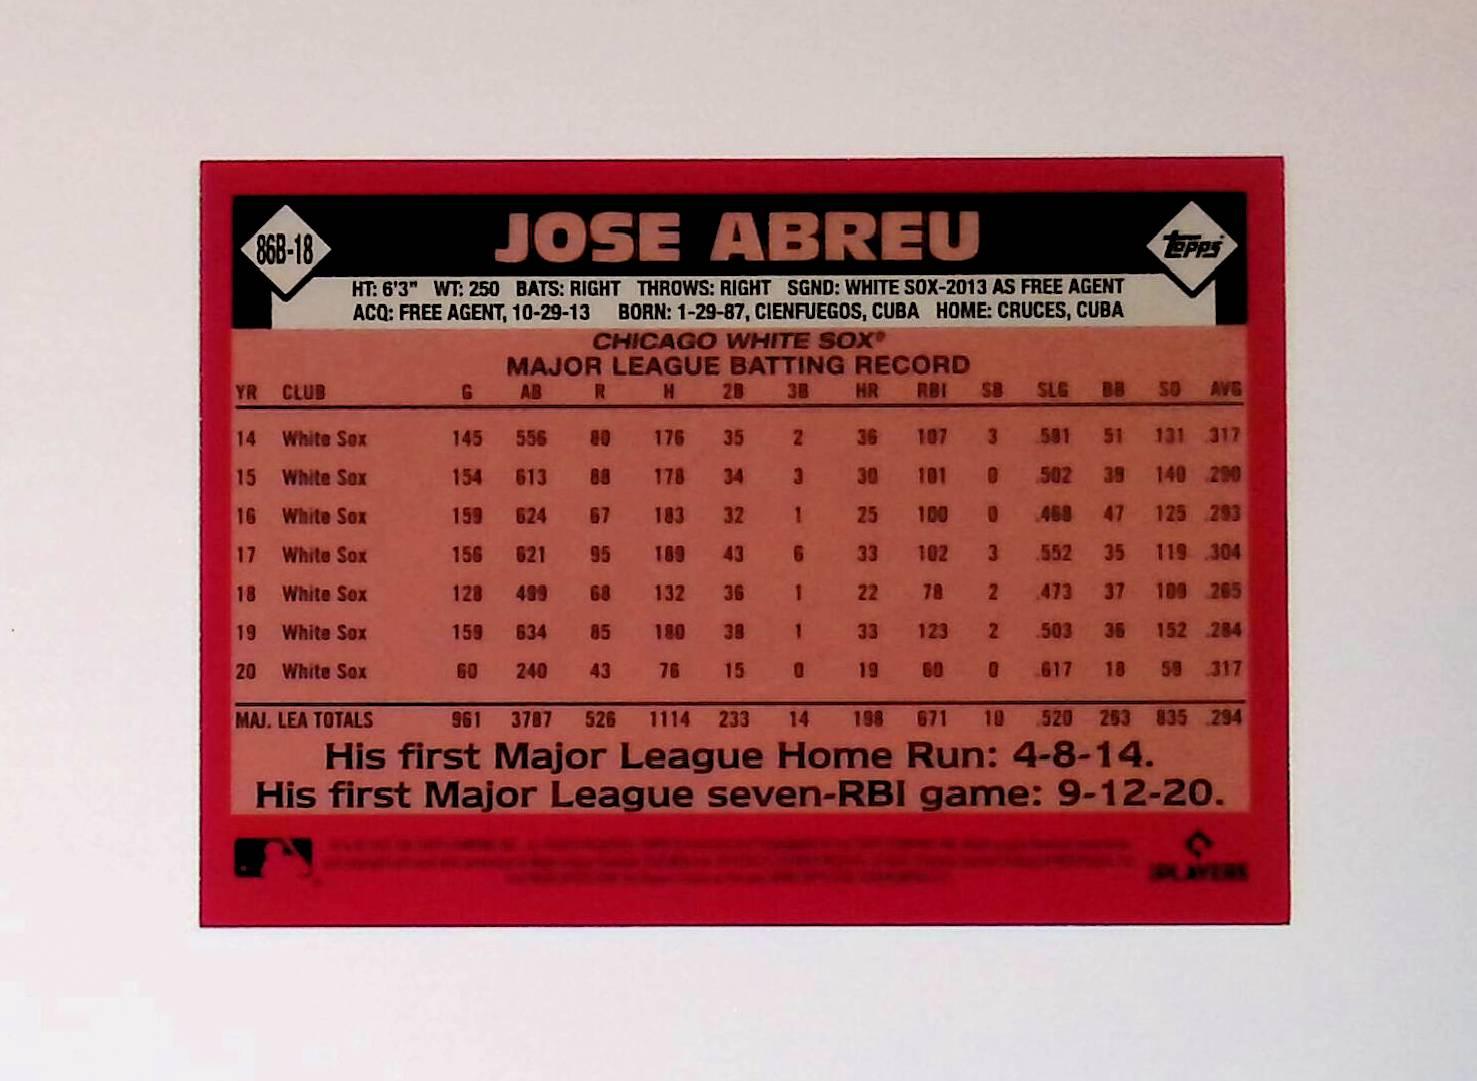 86B-18
JOSE ABREU
topps
HT: 6'3" WT: 250 BATS: RIGHT THROWS: RIGHT SGND: WHITE SOX-2013 AS FREE AGENT
ACQ: FREE AGENT, 10-29-13 BORN: 1-29-87, CIENFUEGOS, CUBA HOME: CRUCES, CUBA
CHICAGO WHITE SOX®
MAJOR LEAGUE BATTING RECORD
YR CLUB G AB R H 2B 3B HR RBI SB SLG BB SO AVG
14 White Sox 145 556 80 176 35 2 36 107 3 .581 51 131 .317
15 White Sox 154 613 88 178 34 3 30 101 0 .502 39 140 .290
16 White Sox 159 624 67 183 32 1 25 100 0 .468 47 125 .293
17 White Sox 156 621 95 189 43 6 33 102 3 .552 35 119 .304
18 White Sox 128 499 68 132 36 1 22 78 2 .473 37 109 .265
19 White Sox 159 634 85 180 38 1 33 123 2 .503 36 152 .284
20 White Sox 60 240 43 76 15 0 19 60 0 .617 18 59 .317
MAJ. LEA TOTALS 961 3787 526 1114 233 14 198 671 10 .520 263 835 .294
His first Major League Home Run: 4-8-14.
His first Major League seven-RBI game: 9-12-20.
PLAYERS